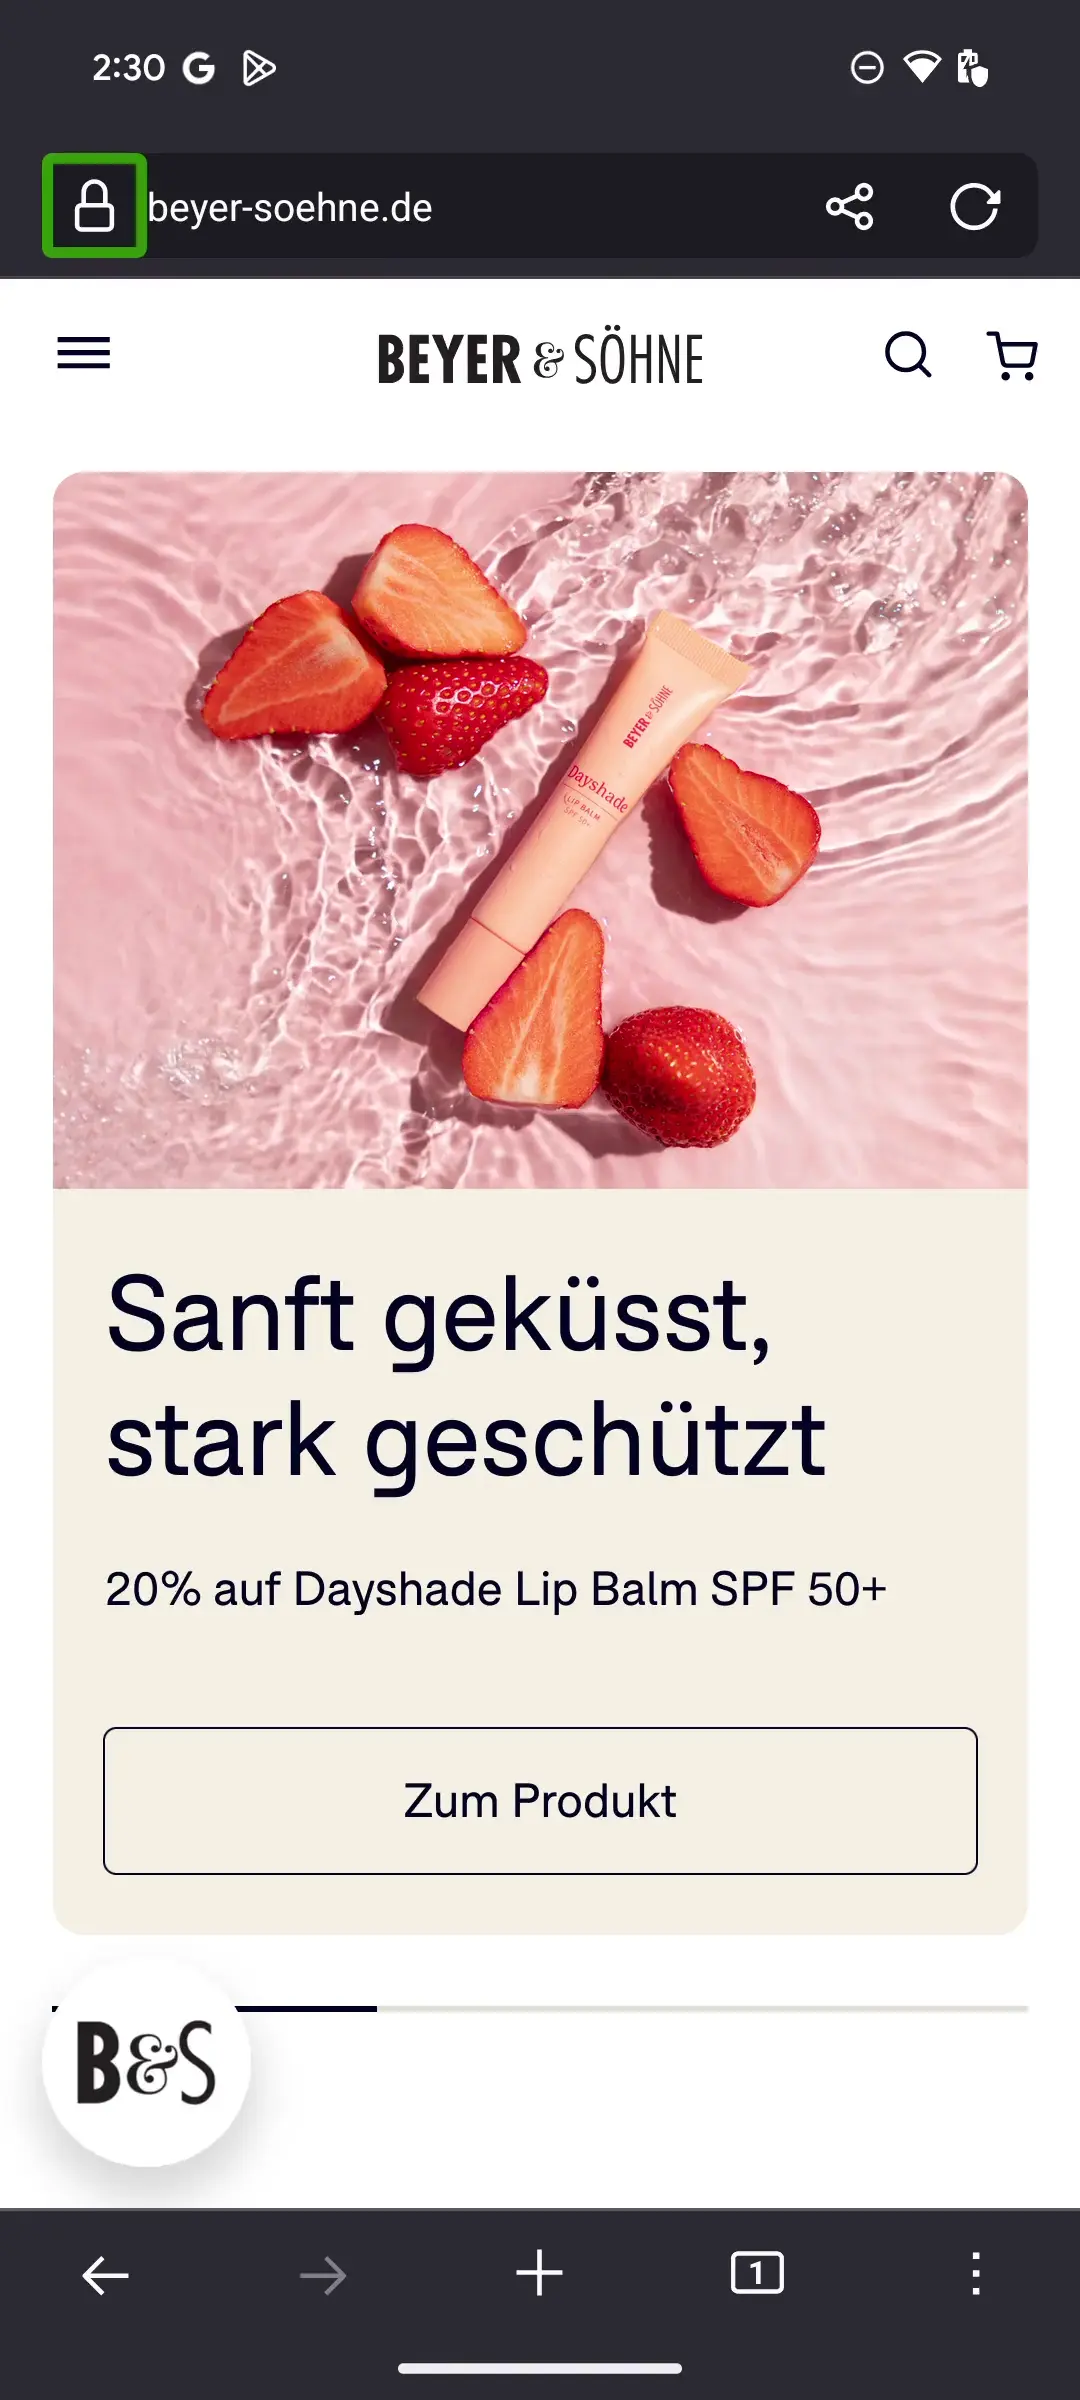 2:30
beyer-soehne.de
BEYER & SÖHNE
BEYER & SÖHNE
Dayshade
LIP BALM
SPF 50+
Sanft geküsst,
stark geschützt
20% auf Dayshade Lip Balm SPF 50+
Zum Produkt
B&S
1